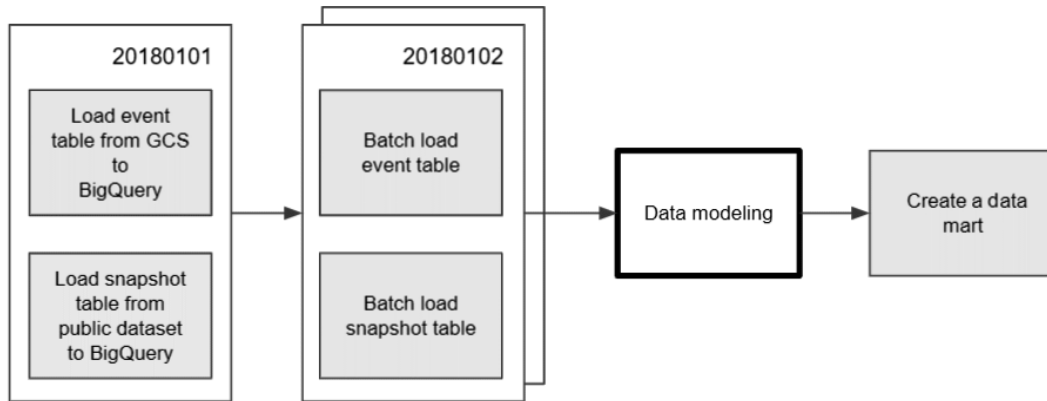 20180101
Load event
table from GCS
to
BigQuery
Load snapshot
table from
public dataset
to BigQuery
20180102
Batch load
event table
Batch load
snapshot table
Data modeling
Create a data
mart